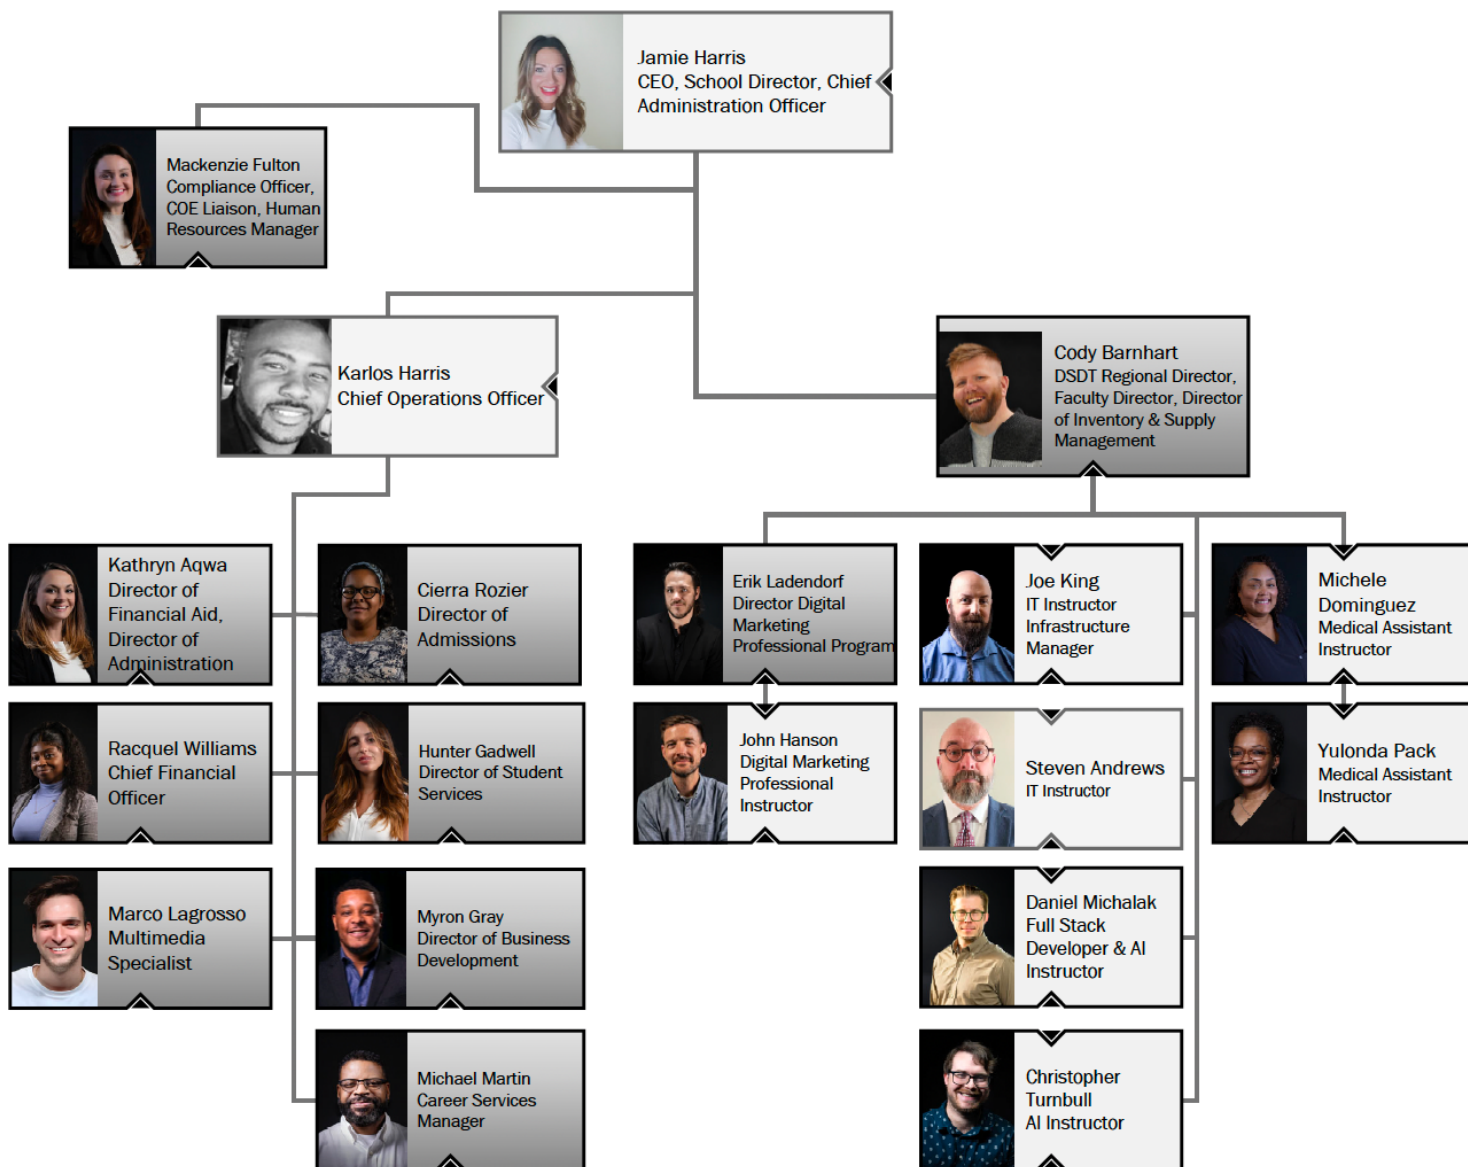 Jamie Harris
CEO, School Director, Chief
Administration Officer
Mackenzie Fulton
Compliance Officer,
COE Liaison, Human
Resources Manager
Karlos Harris
Chief Operations Officer
Cody Barnhart
DSDT Regional Director,
Faculty Director, Director
of Inventory & Supply
Management
Kathryn Aqwa
Director of
Financial Aid,
Director of
Administration
Cierra Rozier
Director of
Admissions
Erik Ladendorf
Director Digital
Marketing
Professional Program
Joe King
IT Instructor
Infrastructure
Manager
Michele
Dominguez
Medical Assistant
Instructor
Racquel Williams
Chief Financial
Officer
Hunter Gadwell
Director of Student
Services
John Hanson
Digital Marketing
Professional
Instructor
Steven Andrews
IT Instructor
Yulonda Pack
Medical Assistant
Instructor
Marco Lagrosso
Multimedia
Specialist
Myron Gray
Director of Business
Development
Daniel Michalak
Full Stack
Developer & AI
Instructor
Michael Martin
Career Services
Manager
Christopher
Turnbull
AI Instructor